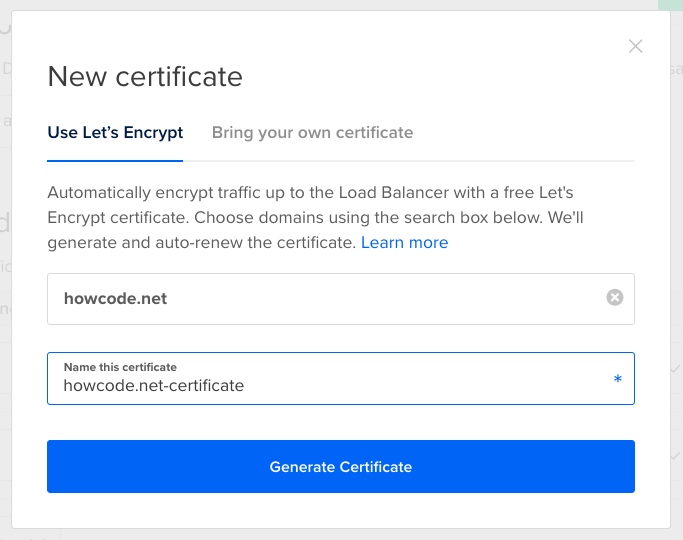 New certificate
Use Let's Encrypt Bring your own certificate
Automatically encrypt traffic up to the Load Balancer with a free Let's
Encrypt certificate. Choose domains using the search box below. We'll
generate and auto-renew the certificate. Learn more
howcode.net
Name this certificate
howcode.net-certificate *
Generate Certificate